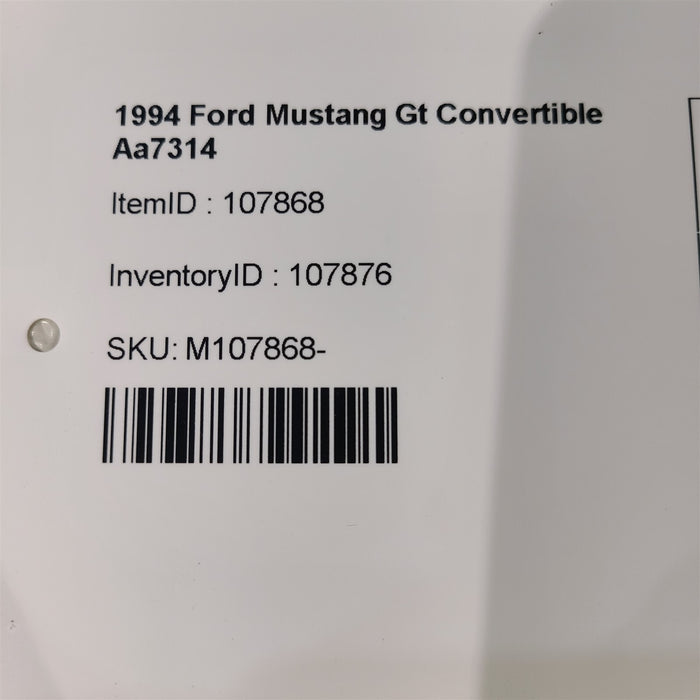 1994 Ford Mustang Gt Convertible
Aa7314
ItemID : 107868
InventoryID : 107876
SKU: M107868-